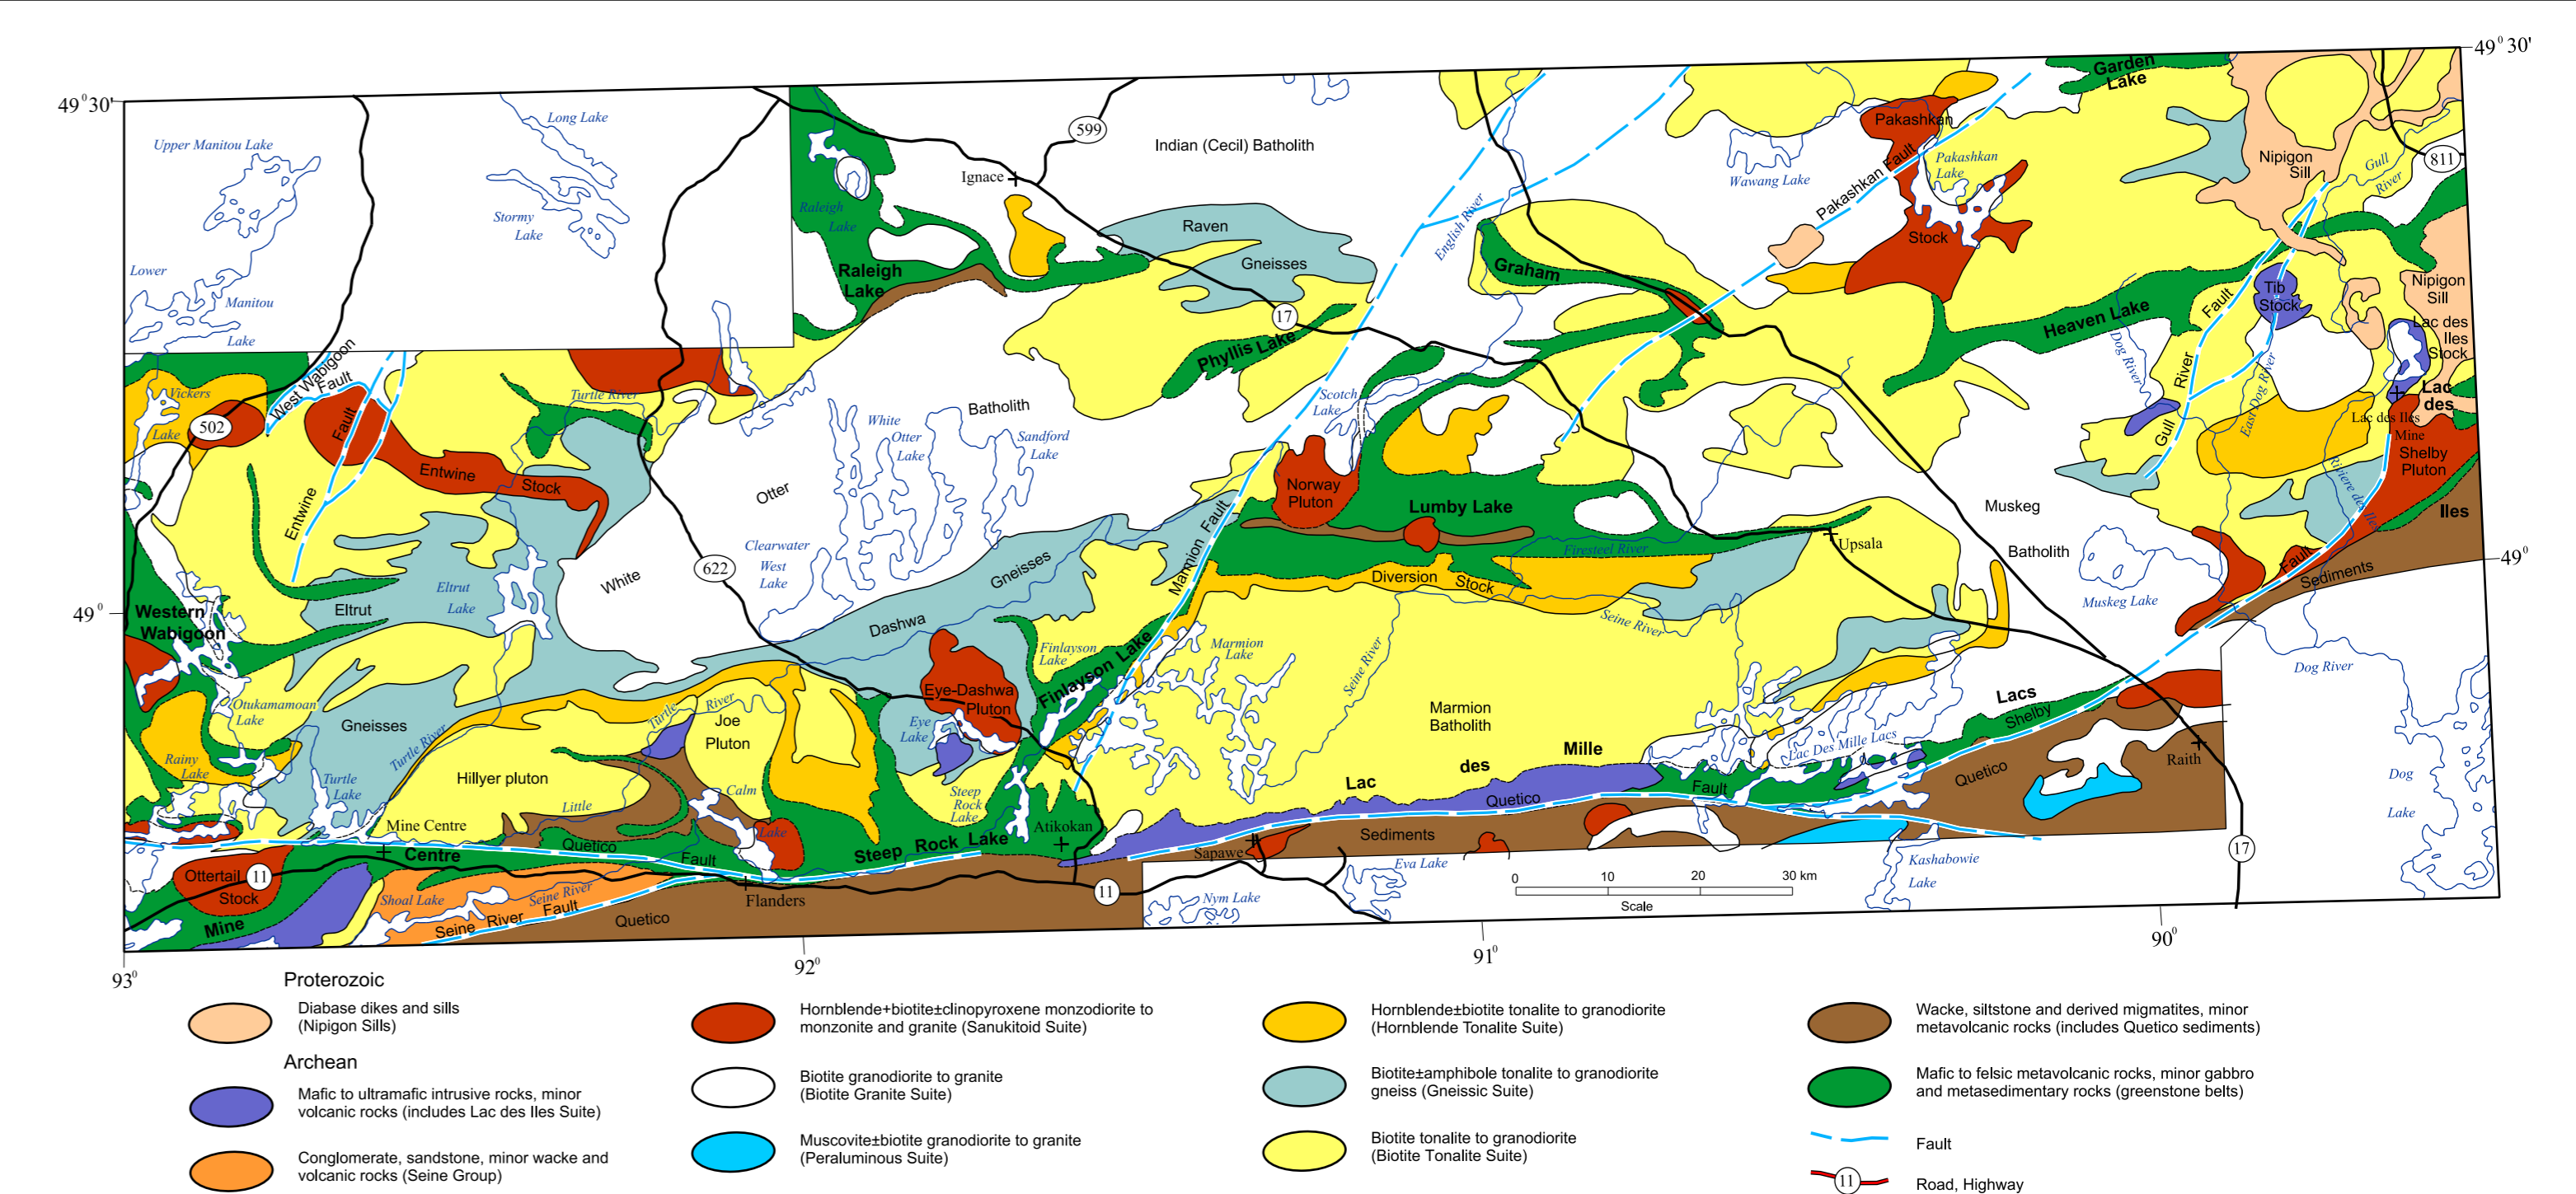 49⁰30'
49⁰ 30'
Garden
Lake
Long Lake
Upper Manitou Lake
599
Indian (Cecil) Batholith
Pakashkan
Ignace
Stormy
Lake
Raleigh
Lake
Wawang Lake
Pakashkan
Lake
Pakashkan Fault
Nipigon
Sill
Gull
River
811
Raven
Gneisses
English River
Stock
Lower
Manitou
Lake
Raleigh
Lake
Graham
17
Phyllis Lake
Heaven Lake
Tib
Stock
Fault
River
Gull
Nipigon
Sill
Lac des
Iles
Stock
Dog River
East Dog River
West Wabigoon
Fault
Vickers
Lake
502
Fault
Entwine
Entwine
Stock
Turtle River
White
Otter
Lake
Batholith
Sandford
Lake
Scotch
Lake
Lac
des
Lac des Iles
Mine
Shelby
Pluton
Iles
Riviere des Iles
Norway
Pluton
Lumby Lake
Otter
White
Muskeg
Batholith
Clearwater
West
Lake
622
Gneisses
Dashwa
Marmion
Fault
Firesteel River
Upsala
Fault
Sediments
49⁰
49⁰
Western
Wabigoon
Eltrut
Eltrut
Lake
Diversion
Stock
Seine River
Muskeg Lake
Dog River
Finlayson
Lake
Finlayson Lake
Marmion
Lake
Seine River
Otukamamoan
Lake
Gneisses
Turtle River
Turtle
River
Joe
Pluton
Eye-Dashwa
Pluton
Eye
Lake
Marmion
Batholith
Lacs
Shelby
Rainy
Lake
Turtle
Lake
Hillyer pluton
Little
Calm
Lake
Steep
Rock
Lake
Lac
des
Mille
Lac Des Mille Lacs
Quetico
Fault
Quetico
Raith
Dog
Lake
Mine Centre
Centre
Quetico
Fault
Steep Rock Lake
Atikokan
Sapawe
Sediments
Ottertail
Stock
11
Mine
Shoal Lake
Seine River
Seine River Fault
Quetico
Flanders
11
Nym Lake
Eva Lake
Kashabowie
Lake
17
0 10 20 30 km
Scale
93⁰
92⁰
91⁰
90⁰
Proterozoic
Diabase dikes and sills
(Nipigon Sills)
Archean
Mafic to ultramafic intrusive rocks, minor
volcanic rocks (includes Lac des Iles Suite)
Conglomerate, sandstone, minor wacke and
volcanic rocks (Seine Group)
Hornblende+biotite±clinopyroxene monzodiorite to
monzonite and granite (Sanukitoid Suite)
Biotite granodiorite to granite
(Biotite Granite Suite)
Muscovite±biotite granodiorite to granite
(Peraluminous Suite)
Hornblende±biotite tonalite to granodiorite
(Hornblende Tonalite Suite)
Biotite±amphibole tonalite to granodiorite
gneiss (Gneissic Suite)
Biotite tonalite to granodiorite
(Biotite Tonalite Suite)
Wacke, siltstone and derived migmatites, minor
metavolcanic rocks (includes Quetico sediments)
Mafic to felsic metavolcanic rocks, minor gabbro
and metasedimentary rocks (greenstone belts)
Fault
11
Road, Highway